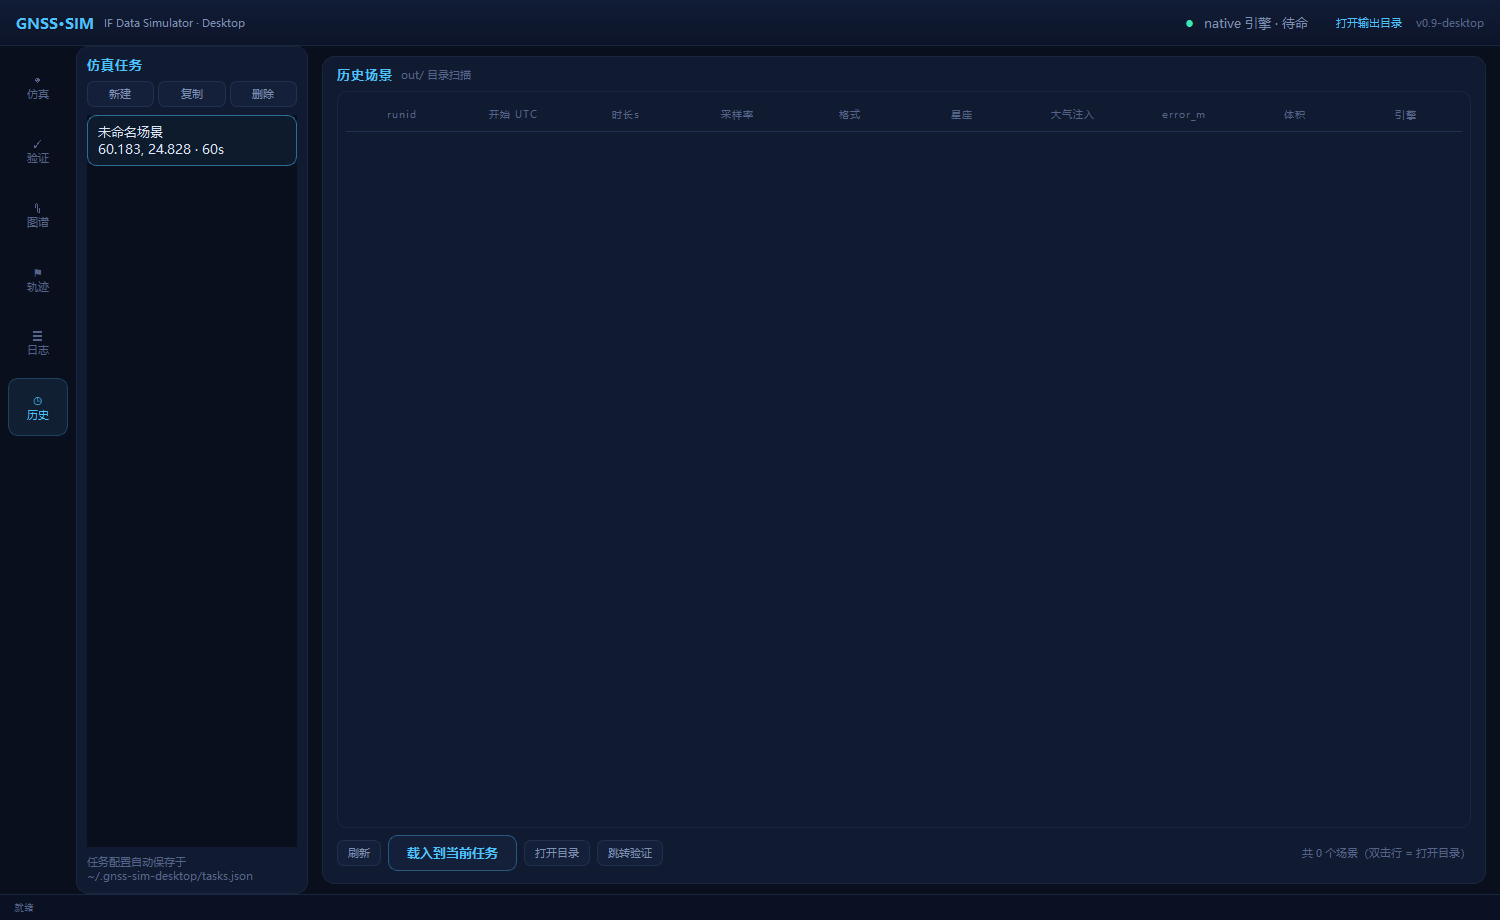 GNSS•SIM IF Data Simulator · Desktop
native 引擎 · 待命
打开输出目录
v0.9-desktop
仿真
验证
图谱
轨迹
日志
历史
仿真任务
新建 复制 删除
未命名场景
60.183, 24.828 · 60s
任务配置自动保存于
~/.gnss-sim-desktop/tasks.json
历史场景 out/ 目录扫描
runid 开始 UTC 时长s 采样率 格式 星座 大气注入 error_m 体积 引擎
刷新 载入到当前任务 打开目录 跳转验证
共 0 个场景 (双击行 = 打开目录)
就绪